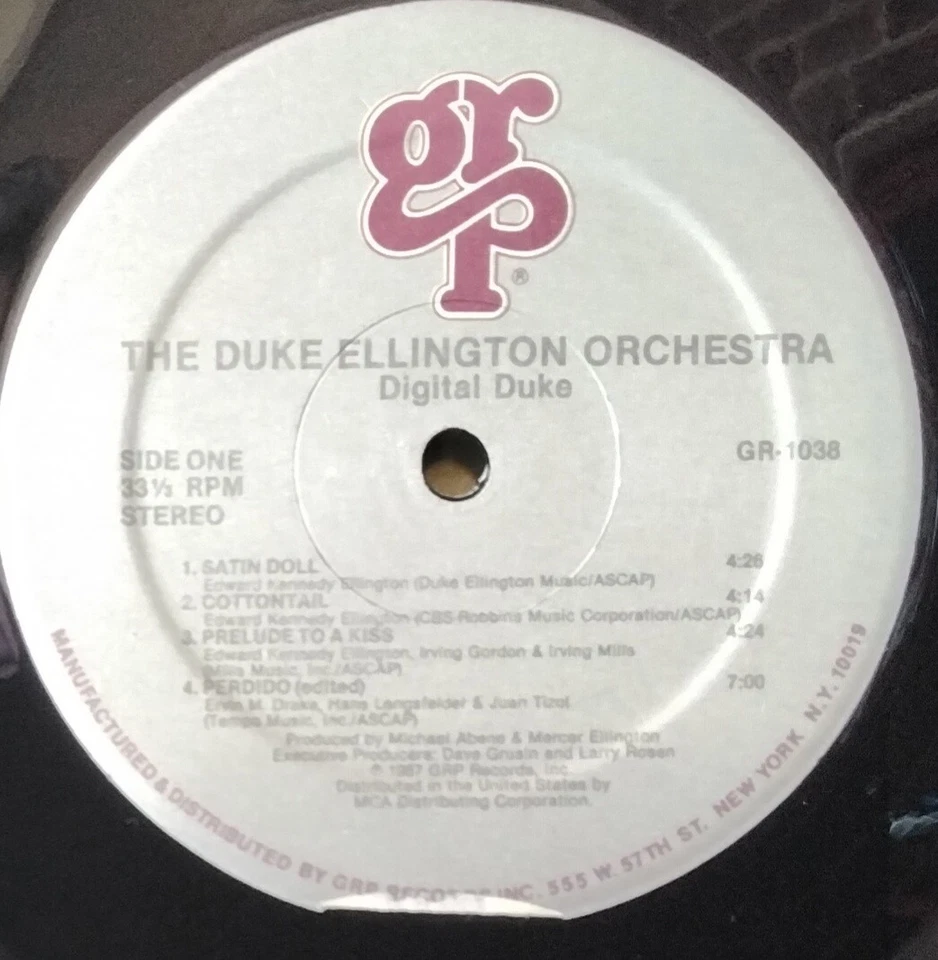 grp®
THE DUKE ELLINGTON ORCHESTRA
Digital Duke
SIDE ONE
33⅓ RPM
STEREO
GR-1038
1. SATIN DOLL 4:26
Edward Kennedy Ellington (Duke Ellington Music/ASCAP)
2. COTTONTAIL 4:14
Edward Kennedy Ellington (CBS-Robbins Music Corporation/ASCAP)
3. PRELUDE TO A KISS 4:24
Edward Kennedy Ellington, Irving Gordon & Irving Mills
(Mills Music, Inc./ASCAP)
4. PERDIDO (edited) 7:00
Ervin M. Drake, Hans Lengsfelder & Juan Tizol
(Tempo Music, Inc./ASCAP)
Produced by Michael Abene & Mercer Ellington
Executive Producers: Dave Grusin and Larry Rosen
℗ 1987 GRP Records, Inc.
Distributed in the United States by
MCA Distributing Corporation.
MANUFACTURED & DISTRIBUTED BY GRP RECORDS, INC. 555 W. 57TH ST. NEW YORK N.Y. 10019